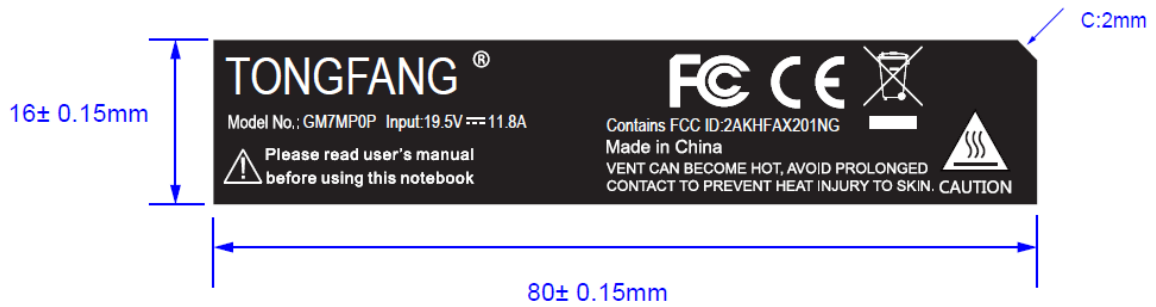 C:2mm
16± 0.15mm
TONGFANG ®
FC CE
Model No.: GM7MP0P Input:19.5V⎓11.8A
Contains FCC ID:2AKHFAX201NG
Made in China
Please read user's manual
before using this notebook
VENT CAN BECOME HOT, AVOID PROLONGED
CONTACT TO PREVENT HEAT INJURY TO SKIN.
CAUTION
80± 0.15mm